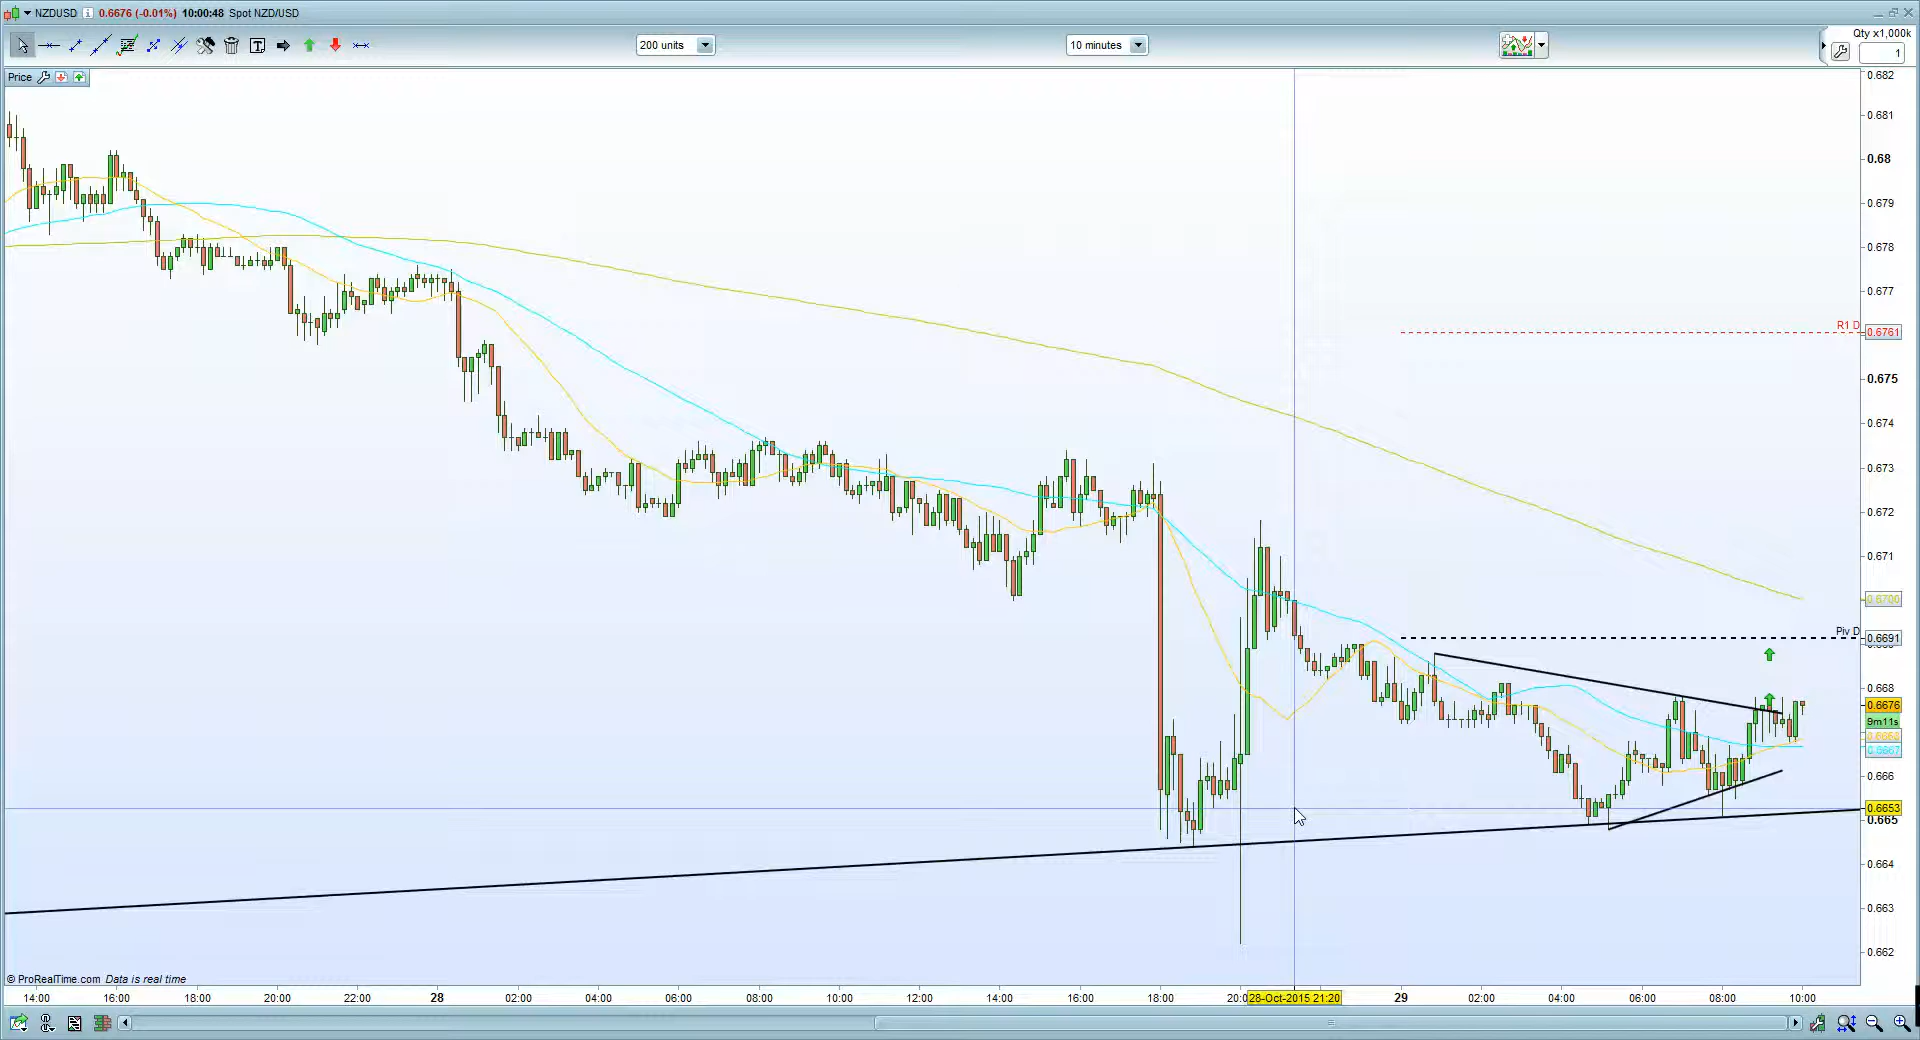 NZDUSD 0.6676 (-0.01%) 10:00:48 Spot NZD/USD
200 units
10 minutes
Qty x1,000k
1
Price
0.682
0.681
0.68
0.679
0.678
0.677
R1 D 0.6761
0.675
0.674
0.673
0.672
0.671
0.6700
Piv D 0.6691
0.668
0.6676
9m11s
0.6667
0.666
0.6653
0.665
0.664
0.663
0.662
© ProRealTime.com Data is real time
14:00 16:00 18:00 20:00 22:00 28 02:00 04:00 06:00 08:00 10:00 12:00 14:00 16:00 18:00 28-Oct-2015 21:20 29 02:00 04:00 06:00 08:00 10:00